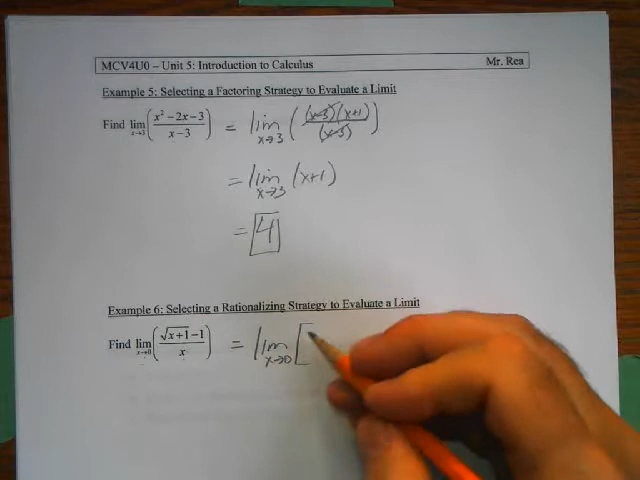 MCV4U0 – Unit 5: Introduction to Calculus Mr. Rea
Example 5: Selecting a Factoring Strategy to Evaluate a Limit
Find lim x→3 (x² − 2x − 3 / x − 3) = lim x→3 ((x-3)(x+1) / (x-3))
= lim x→3 (x+1)
= 4
Example 6: Selecting a Rationalizing Strategy to Evaluate a Limit
Find lim x→0 (√x+1 − 1 / x) = lim x→0 [